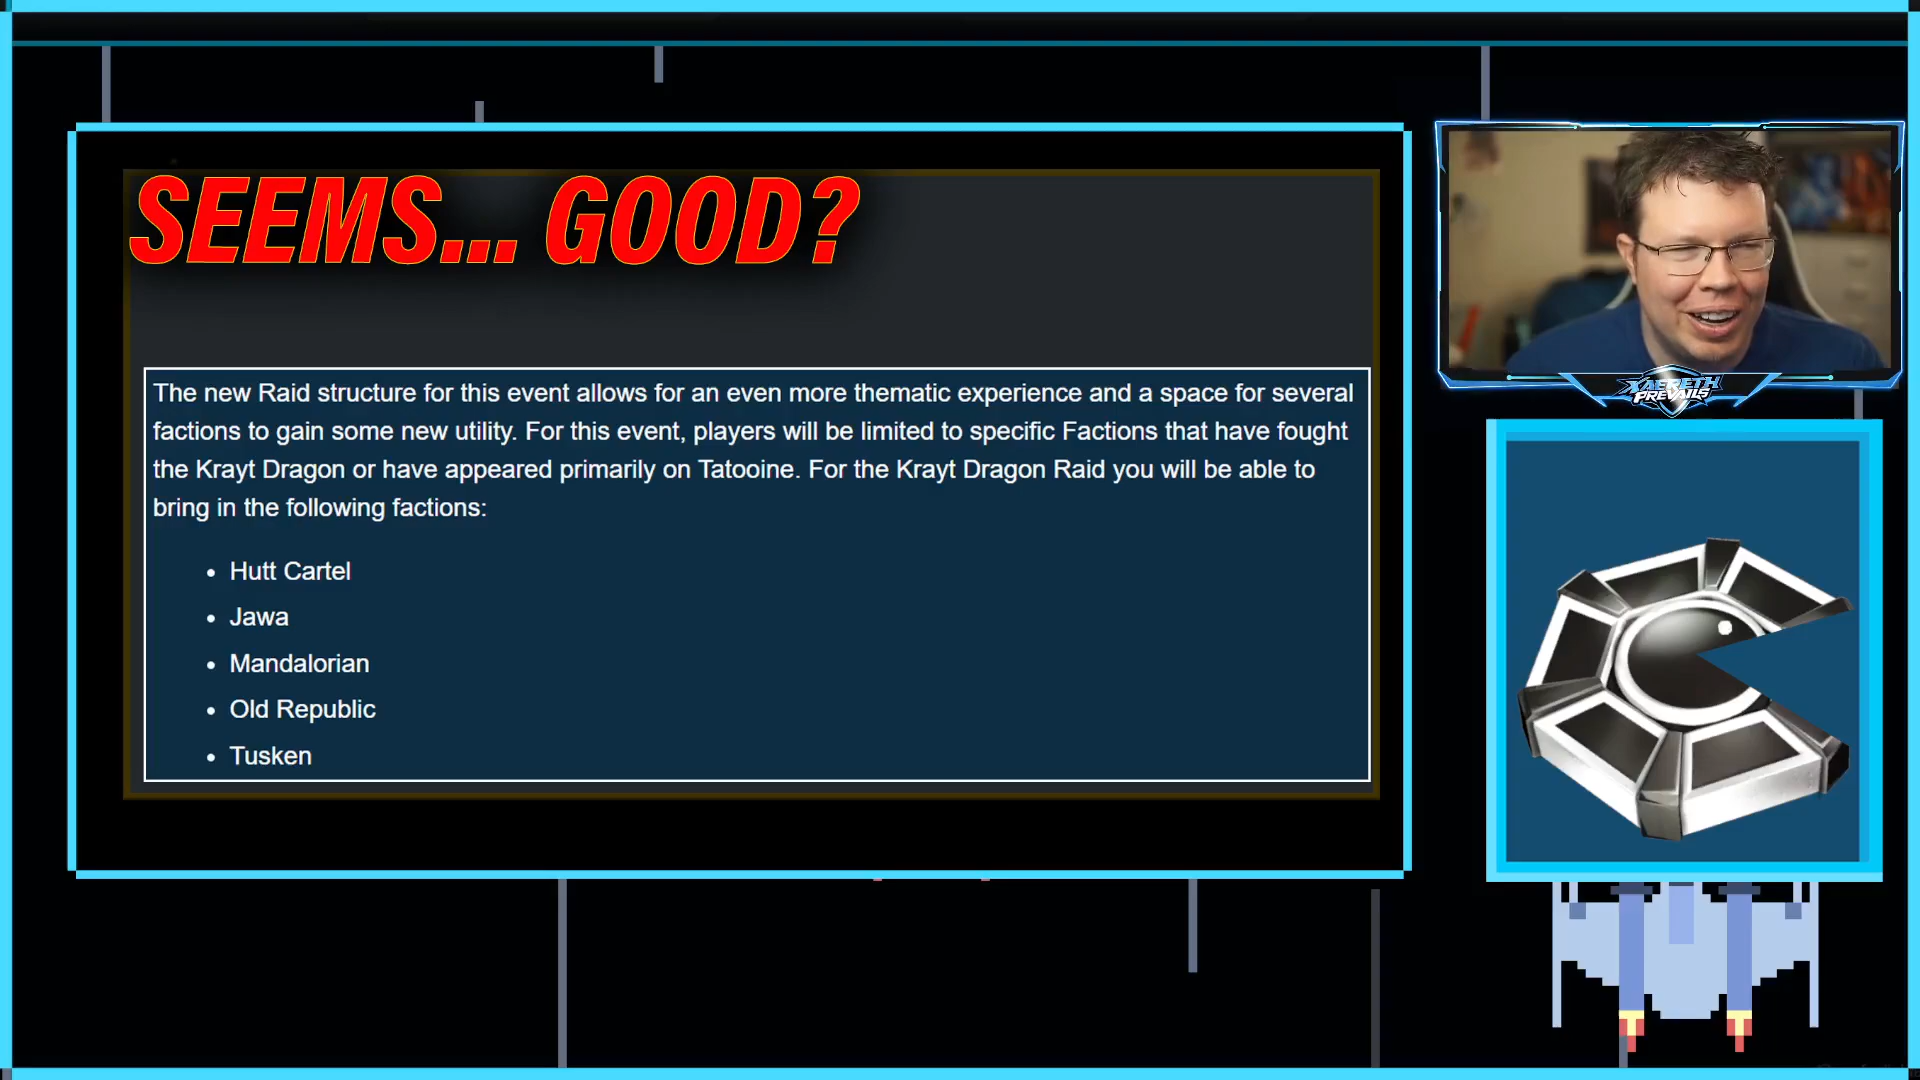 SEEMS... GOOD?
The new Raid structure for this event allows for an even more thematic experience and a space for several
factions to gain some new utility. For this event, players will be limited to specific Factions that have fought
the Krayt Dragon or have appeared primarily on Tatooine. For the Krayt Dragon Raid you will be able to
bring in the following factions:
• Hutt Cartel
• Jawa
• Mandalorian
• Old Republic
• Tusken
XAERETH
PREVAILS